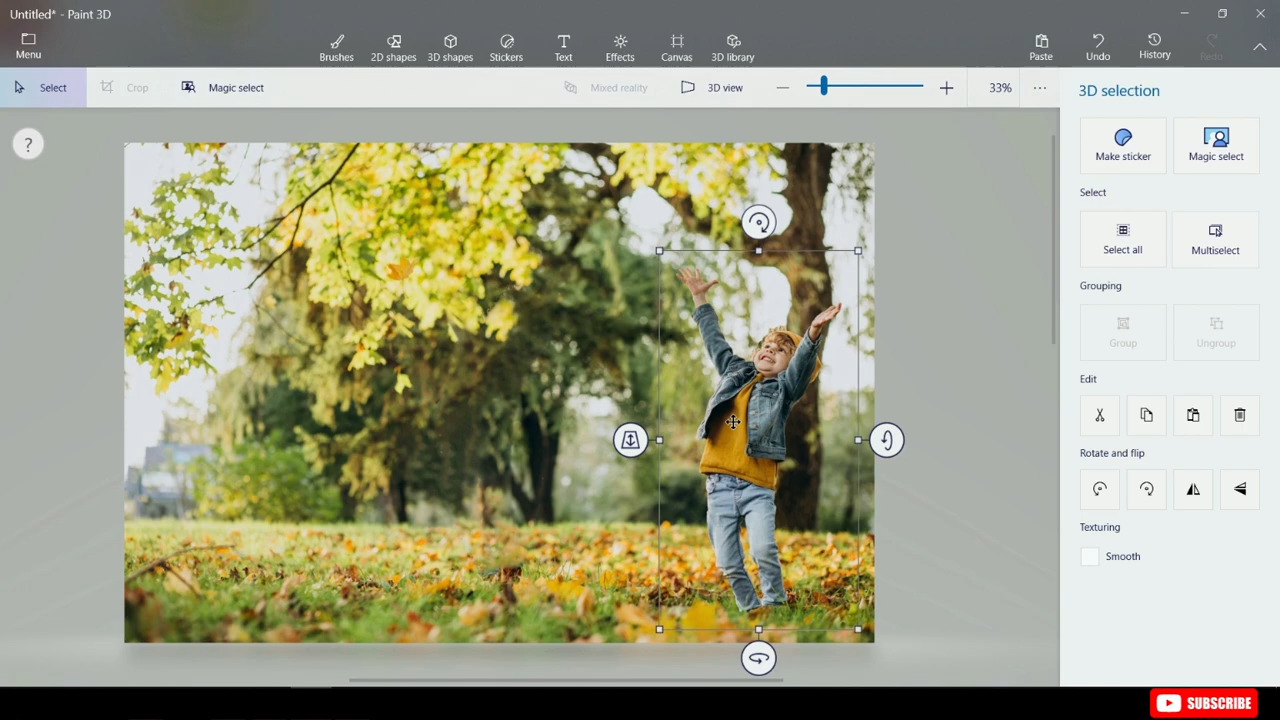 Untitled* - Paint 3D
Menu
Brushes
2D shapes
3D shapes
Stickers
Text
Effects
Canvas
3D library
Paste
Undo
History
Redo
Select
Crop
Magic select
Mixed reality
3D view
33%
?
3D selection
Make sticker
Magic select
Select
Select all
Multiselect
Grouping
Group
Ungroup
Edit
Rotate and flip
Texturing
Smooth
SUBSCRIBE